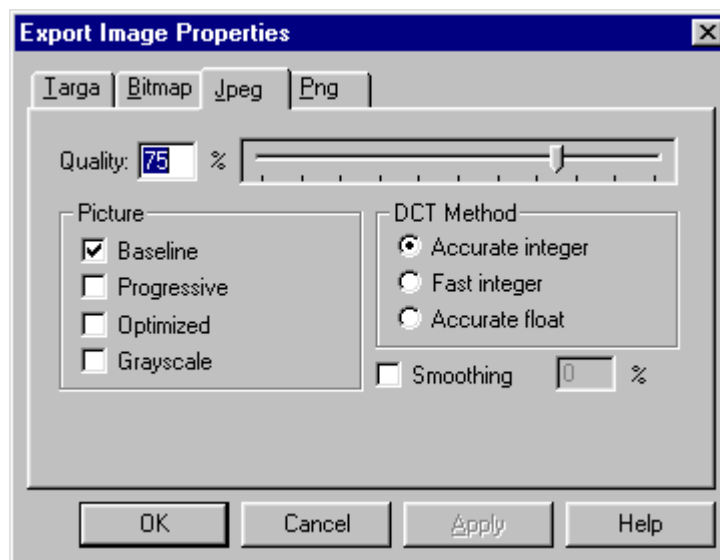 Export Image Properties
Targa Bitmap Jpeg Png
Quality: 75 %
Picture
Baseline
Progressive
Optimized
Grayscale
DCT Method
Accurate integer
Fast integer
Accurate float
Smoothing 0 %
OK Cancel Apply Help